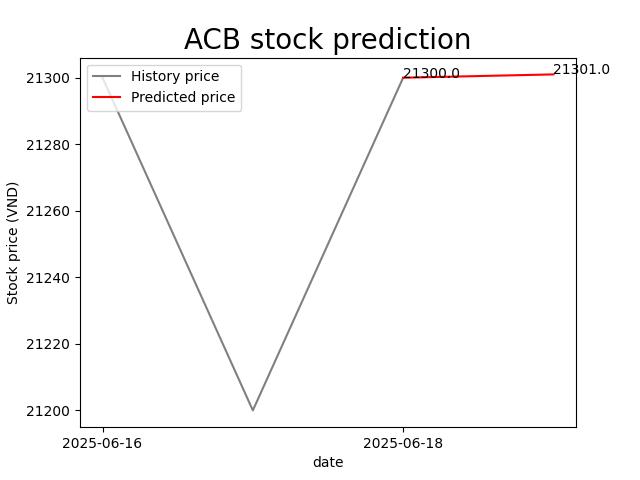 ACB stock prediction
History price
Predicted price
21300.0
21301.0
21300
21280
21260
21240
21220
21200
Stock price (VND)
2025-06-16
2025-06-18
date